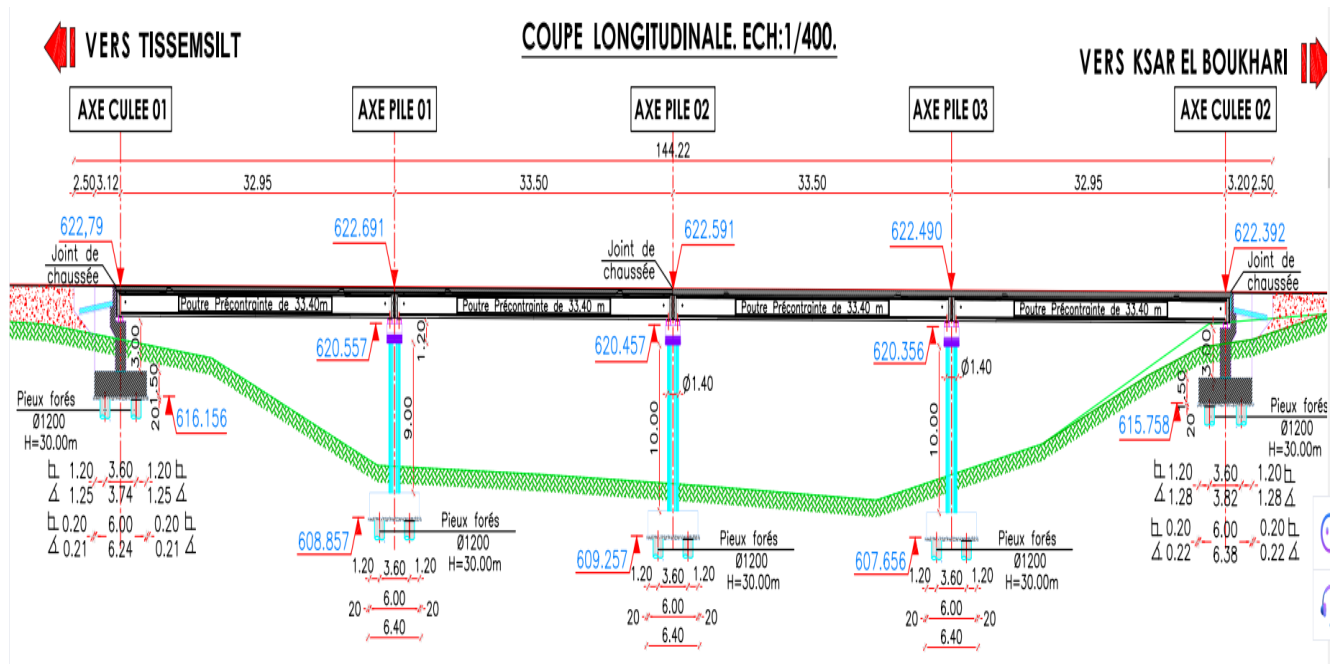 COUPE LONGITUDINALE. ECH:1/400.
VERS TISSEMSILT
VERS KSAR EL BOUKHARI
AXE CULEE 01
AXE PILE 01
AXE PILE 02
AXE PILE 03
AXE CULEE 02
144.22
2.50 3.12 32.95 33.50 33.50 32.95 3.20 2.50
622,79
622.691
622.591
622.490
622.392
Joint de
chaussée
Joint de
chaussée
Joint de
chaussée
Poutre Précontrainte de 33.40m
Poutre Précontrainte de 33.40 m
Poutre Précontrainte de 33.40 m
Poutre Précontrainte de 33.40 m
620.557
620.457
620.356
3.00
1.20
3.00
Ø1.40
Ø1.40
1.50
20
9.00
10.00
10.00
1.50
20
616.156
615.758
Pieux forés
Ø1200
H=30.00m
Pieux forés
Ø1200
H=30.00m
1.20 3.60 1.20
1.25 3.74 1.25
0.20 6.00 0.20
0.21 6.24 0.21
1.20 3.60 1.20
1.28 3.82 1.28
0.20 6.00 0.20
0.22 6.38 0.22
608.857
Pieux forés
Ø1200
H=30.00m
1.20 3.60 1.20
20 6.00 20
6.40
609.257
Pieux forés
Ø1200
H=30.00m
1.20 3.60 1.20
20 6.00 20
6.40
607.656
Pieux forés
Ø1200
H=30.00m
1.20 3.60 1.20
20 6.00 20
6.40